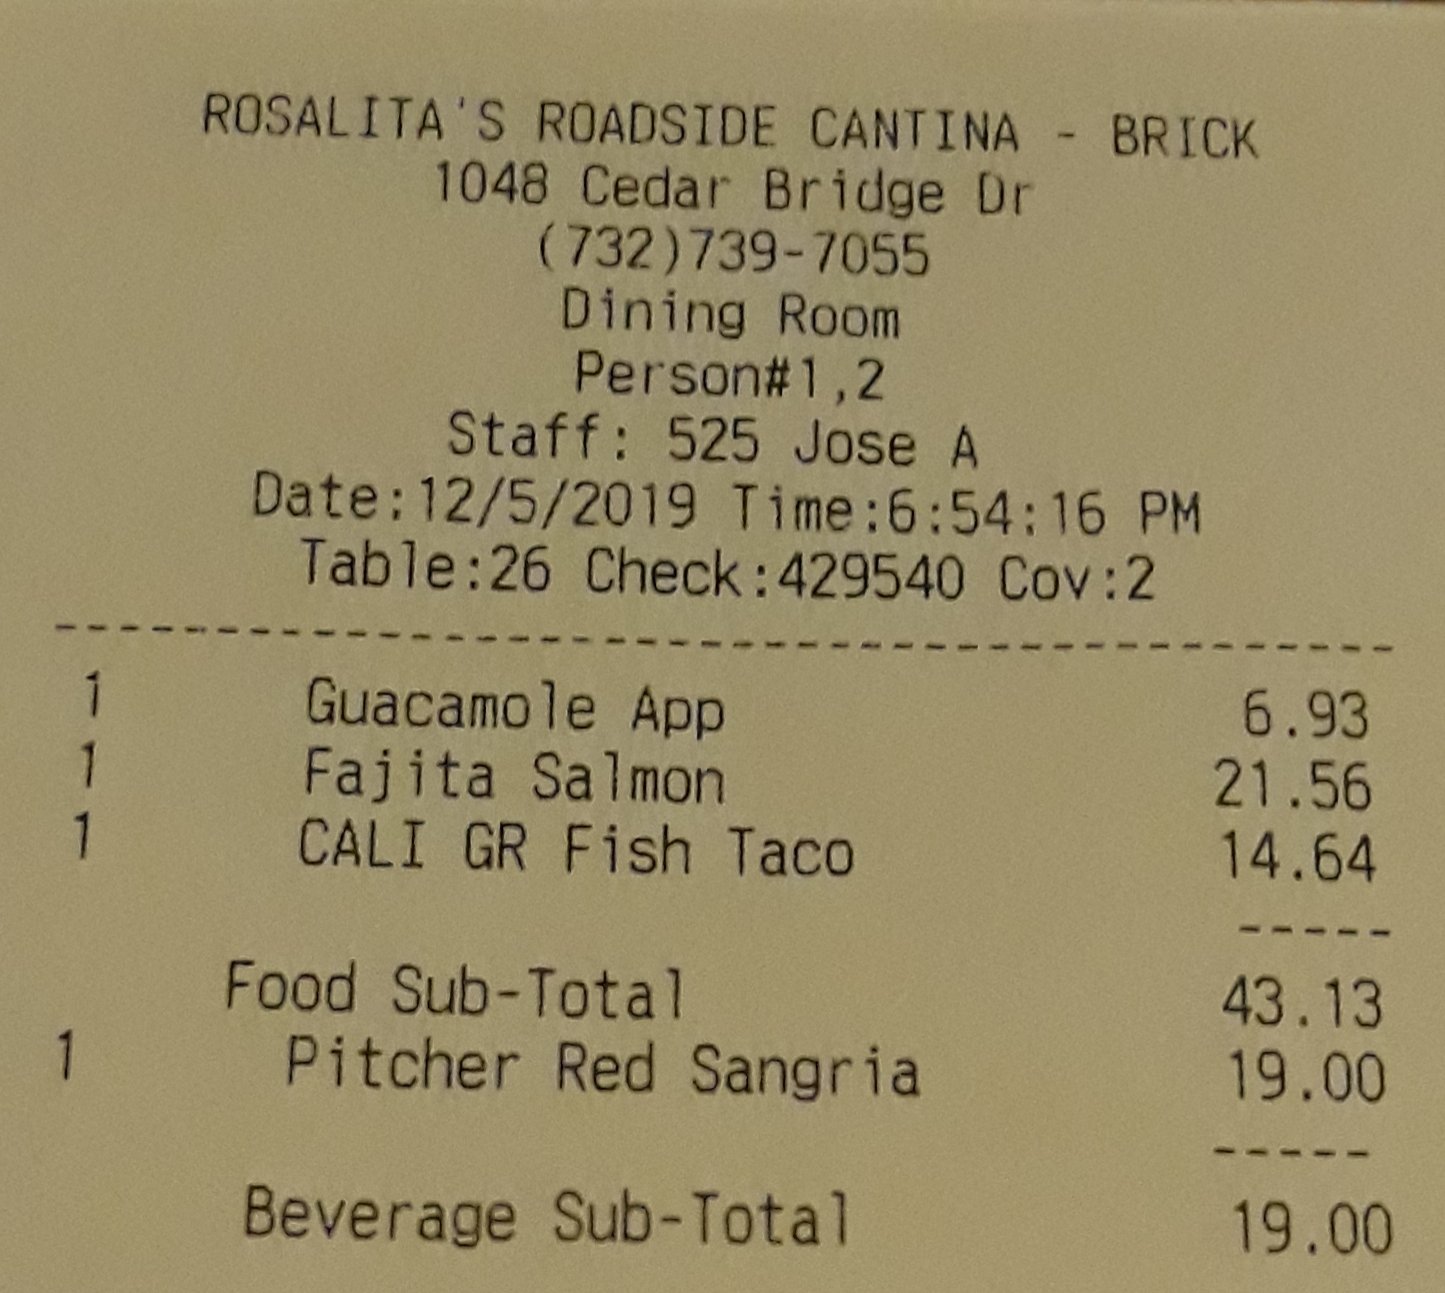 ROSALITA'S ROADSIDE CANTINA - BRICK
1048 Cedar Bridge Dr
(732)739-7055
Dining Room
Person#1,2
Staff: 525 Jose A
Date:12/5/2019 Time:6:54:16 PM
Table:26 Check:429540 Cov:2
-----------------------------------------
1 Guacamole App 6.93
1 Fajita Salmon 21.56
1 CALI GR Fish Taco 14.64
-----
Food Sub-Total 43.13
1 Pitcher Red Sangria 19.00
-----
Beverage Sub-Total 19.00